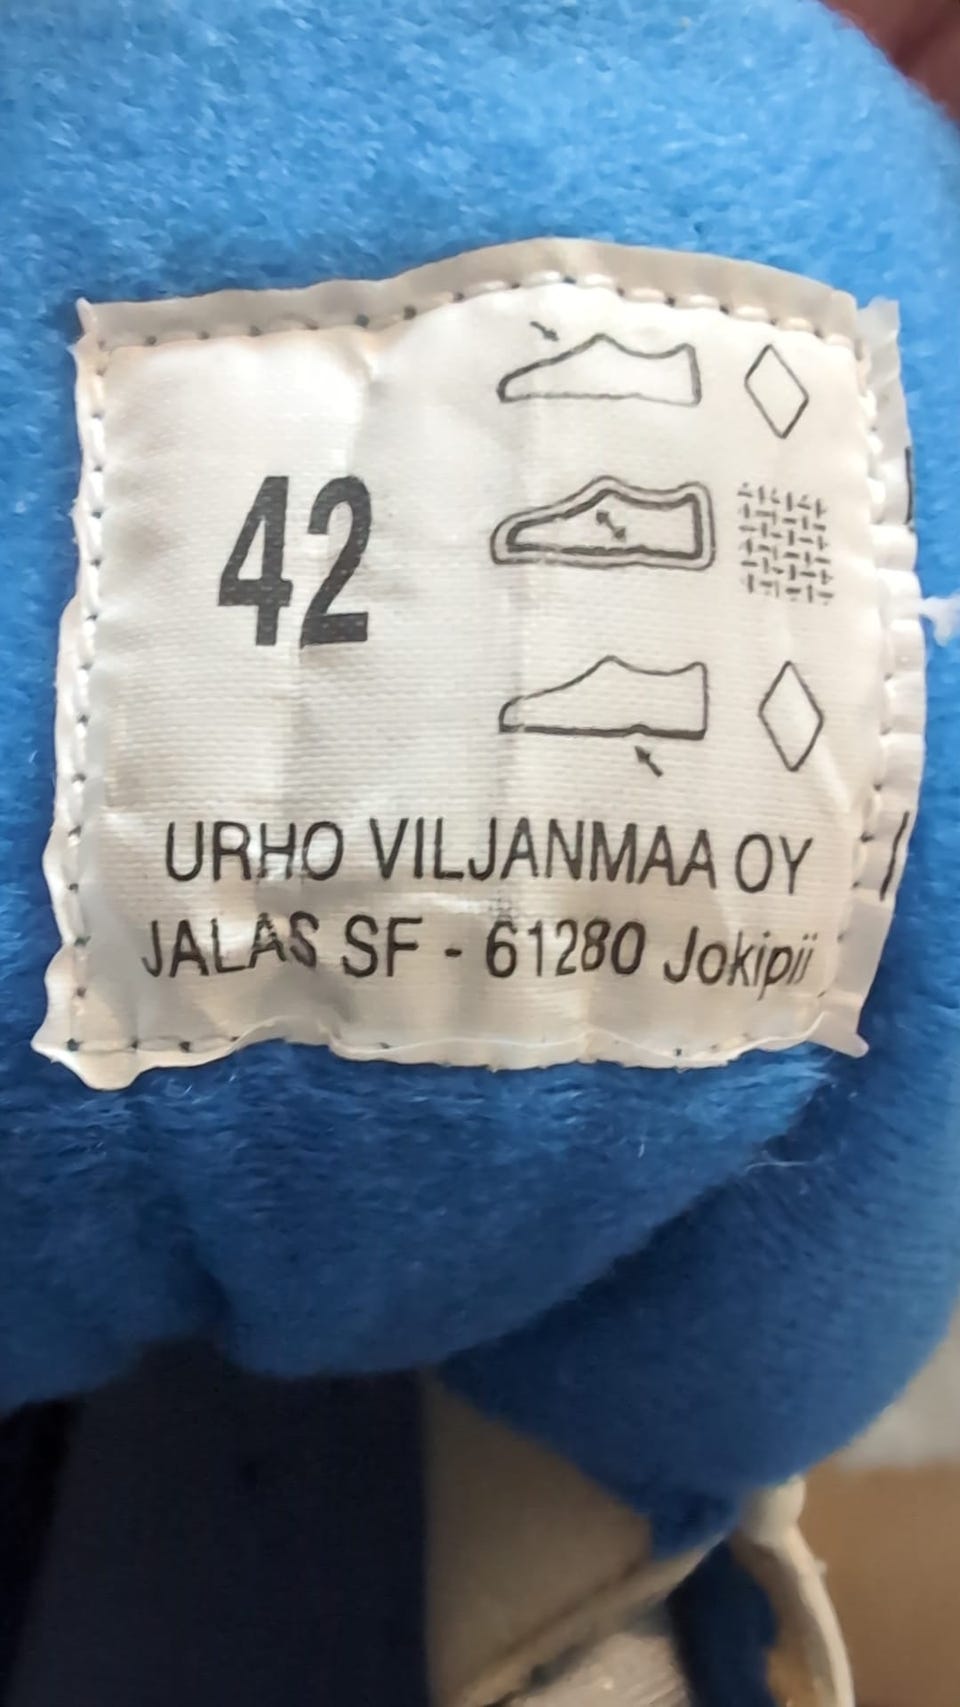 42
URHO VILJANMAA OY
JALAS SF - 61280 Jokipii